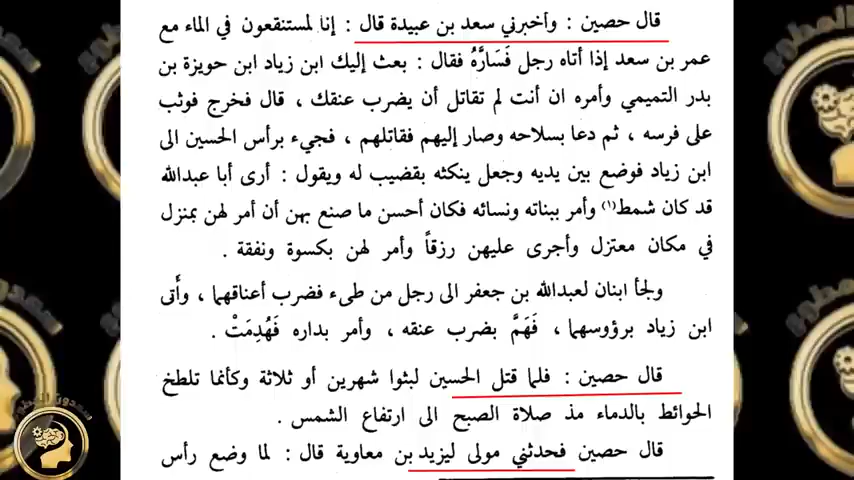 قال حصين : وأخبرني سعد بن عبيدة قال : إنا لمستنقعون في الماء مع
عمر بن سعد إذا أتاه رجل فَسَارَّهُ فقال : بعث إليك ابن زياد ابن حويزة بن
بدر التميمي وأمره ان أنت لم تقاتل أن يضرب عنقك ، قال فخرج فوثب
على فرسه ، ثم دعا بسلاحه وصار إليهم فقاتلهم ، فجيء برأس الحسين الى
ابن زياد فوضع بين يديه وجعل ينكثه بقضيب له ويقول : أرى أبا عبدالله
قد كان شمط(١) وأمر ببناته ونسائه فكان أحسن ما صنع بهن أن أمر لهن بمنزل
في مكان معتزل وأجرى عليهن رزقاً وأمر لهن بكسوة ونفقة .
ولجأ ابنان لعبدالله بن جعفر الى رجل من طيء فضرب أعناقهما ، وأتى
ابن زياد برؤوسهما ، فَهَمَّ بضرب عنقه ، وأمر بداره فَهُدِمَتْ .
قال حصين : فلما قتل الحسين لبثوا شهرين أو ثلاثة وكأنما تلطخ
الحوائط بالدماء مذ صلاة الصبح الى ارتفاع الشمس .
قال حصين فحدثني مولى ليزيد بن معاوية قال : لما وضع رأس
سعدون المطوع